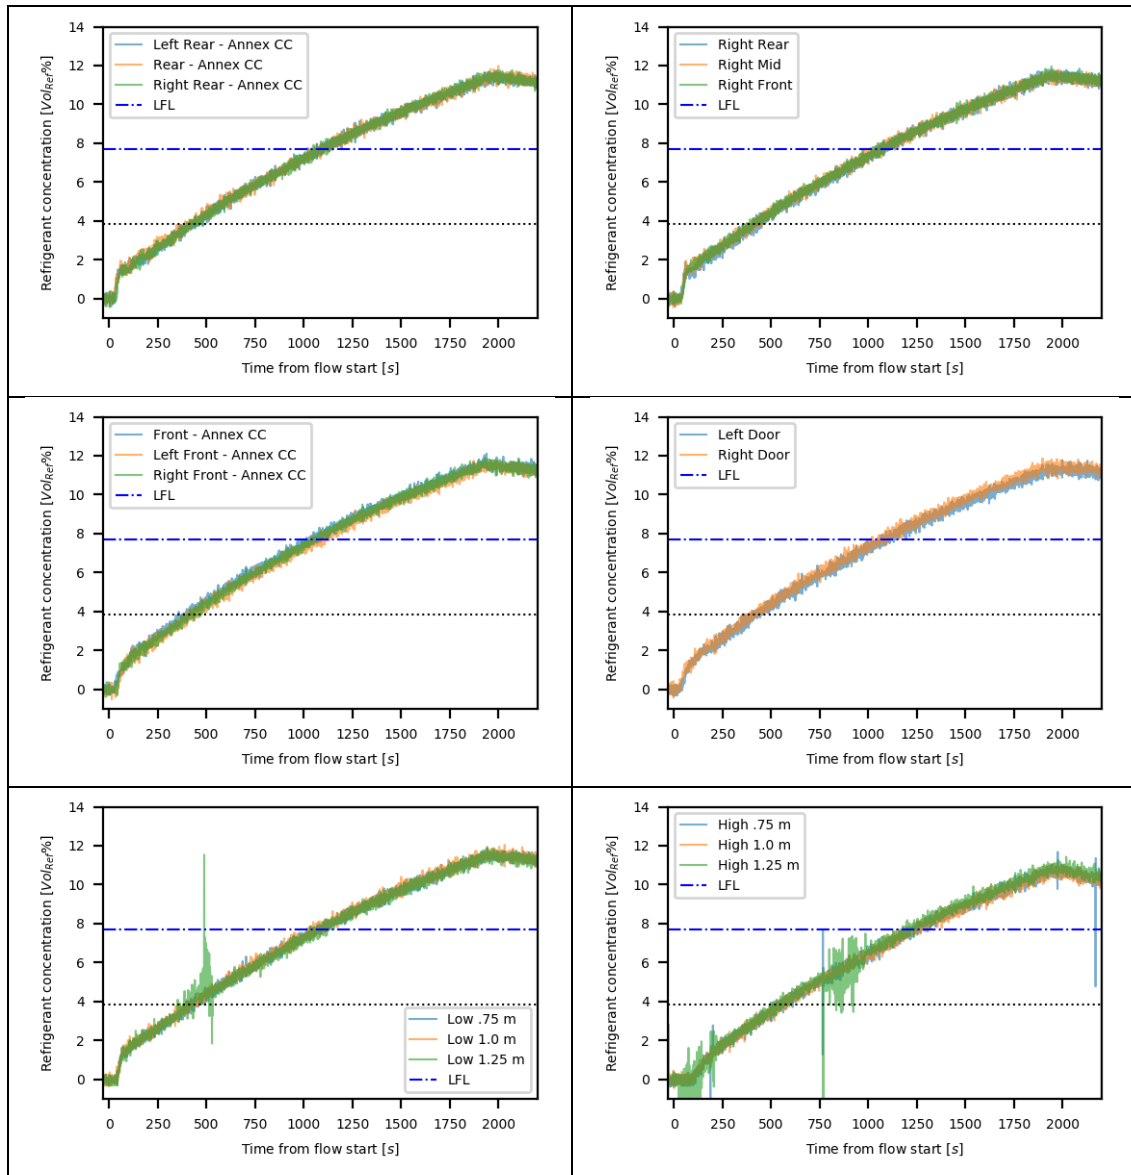 14
12
10
8
6
4
2
0
Refrigerant concentration [Vol_Ref%]
Left Rear - Annex CC
Rear - Annex CC
Right Rear - Annex CC
LFL
0 250 500 750 1000 1250 1500 1750 2000
Time from flow start [s]
14
12
10
8
6
4
2
0
Refrigerant concentration [Vol_Ref%]
Right Rear
Right Mid
Right Front
LFL
0 250 500 750 1000 1250 1500 1750 2000
Time from flow start [s]
14
12
10
8
6
4
2
0
Refrigerant concentration [Vol_Ref%]
Front - Annex CC
Left Front - Annex CC
Right Front - Annex CC
LFL
0 250 500 750 1000 1250 1500 1750 2000
Time from flow start [s]
14
12
10
8
6
4
2
0
Refrigerant concentration [Vol_Ref%]
Left Door
Right Door
LFL
0 250 500 750 1000 1250 1500 1750 2000
Time from flow start [s]
14
12
10
8
6
4
2
0
Refrigerant concentration [Vol_Ref%]
Low .75 m
Low 1.0 m
Low 1.25 m
LFL
0 250 500 750 1000 1250 1500 1750 2000
Time from flow start [s]
14
12
10
8
6
4
2
0
Refrigerant concentration [Vol_Ref%]
High .75 m
High 1.0 m
High 1.25 m
LFL
0 250 500 750 1000 1250 1500 1750 2000
Time from flow start [s]